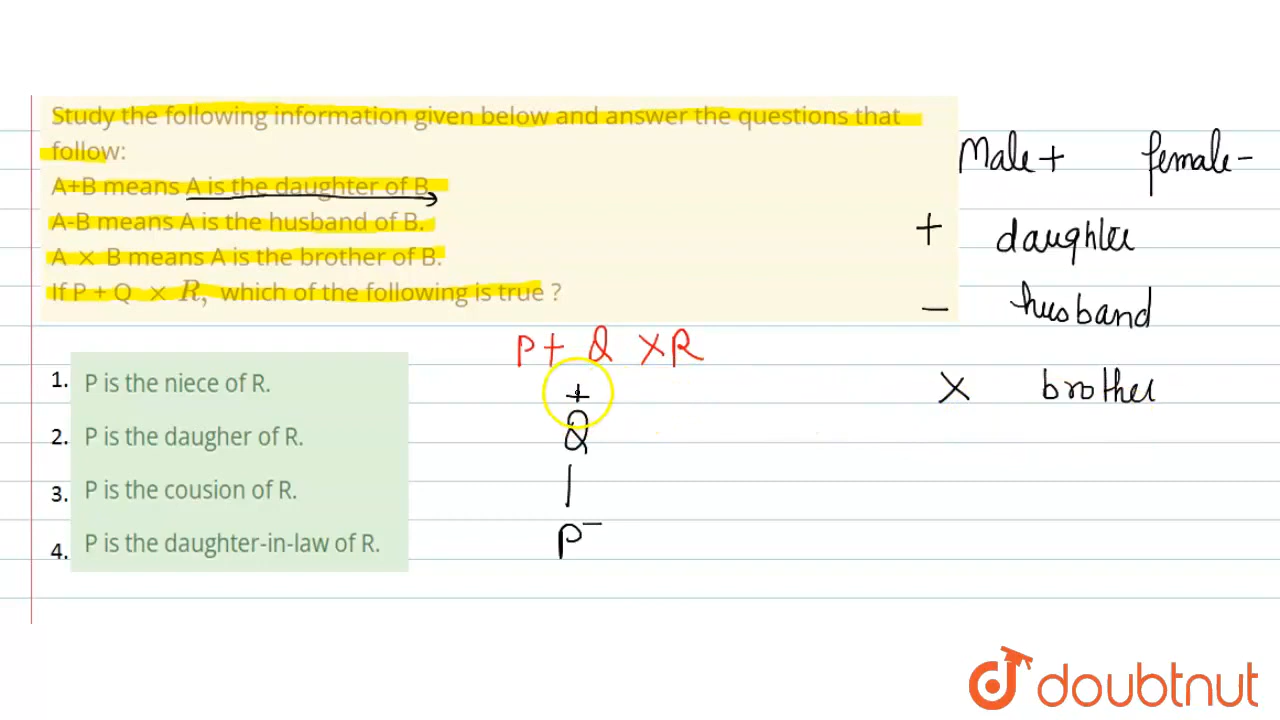 Study the following information given below and answer the questions that
follow:
A+B means A is the daughter of B.
A-B means A is the husband of B.
A × B means A is the brother of B.
If P + Q × R, which of the following is true ?
Male+ female-
+ daughter
- husband
× brother
P+ Q ×R
+
Q
P-
1. P is the niece of R.
2. P is the daugher of R.
3. P is the cousion of R.
4. P is the daughter-in-law of R.
doubtnut